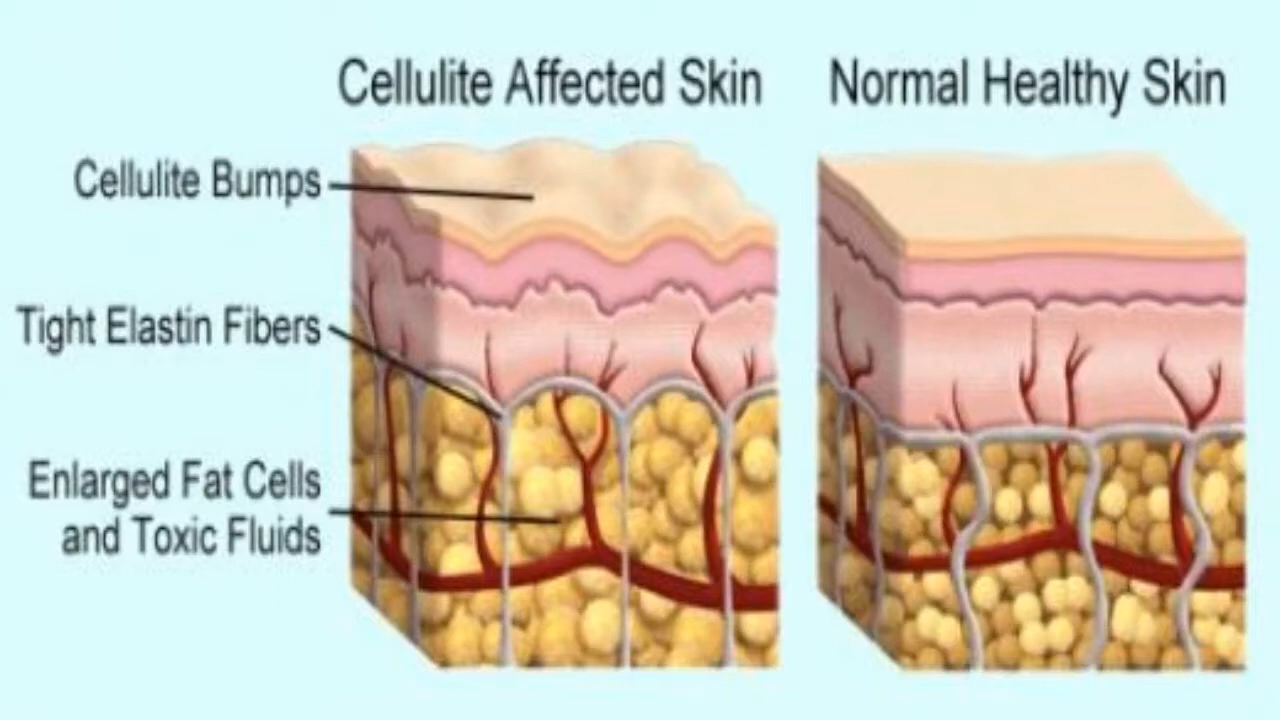 Cellulite Affected Skin
Normal Healthy Skin
Cellulite Bumps
Tight Elastin Fibers
Enlarged Fat Cells
and Toxic Fluids